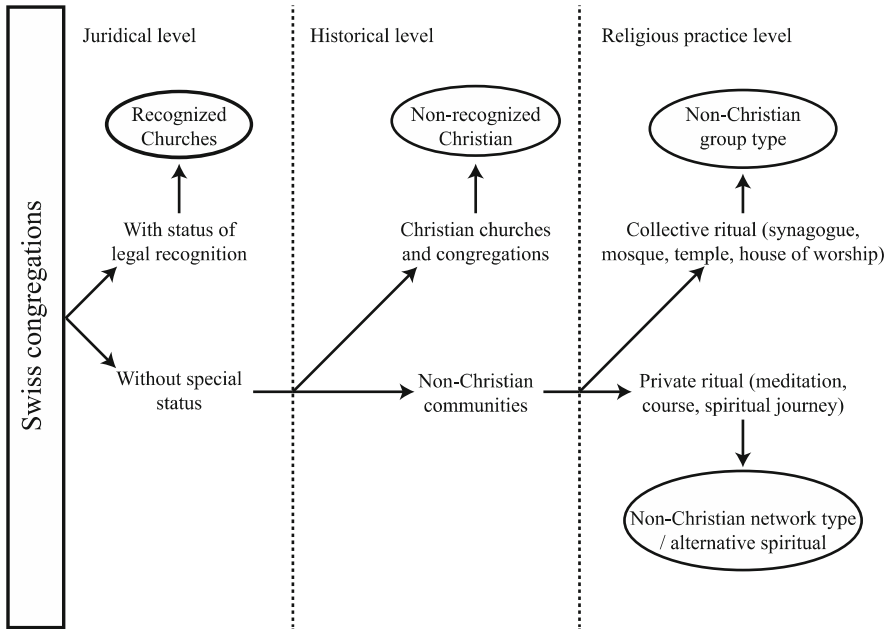 Swiss congregations
Juridical level
Recognized
Churches
With status of
legal recognition
Without special
status
Historical level
Non-recognized
Christian
Christian churches
and congregations
Non-Christian
communities
Religious practice level
Non-Christian
group type
Collective ritual (synagogue,
mosque, temple, house of worship)
Private ritual (meditation,
course, spiritual journey)
Non-Christian network type
/ alternative spiritual